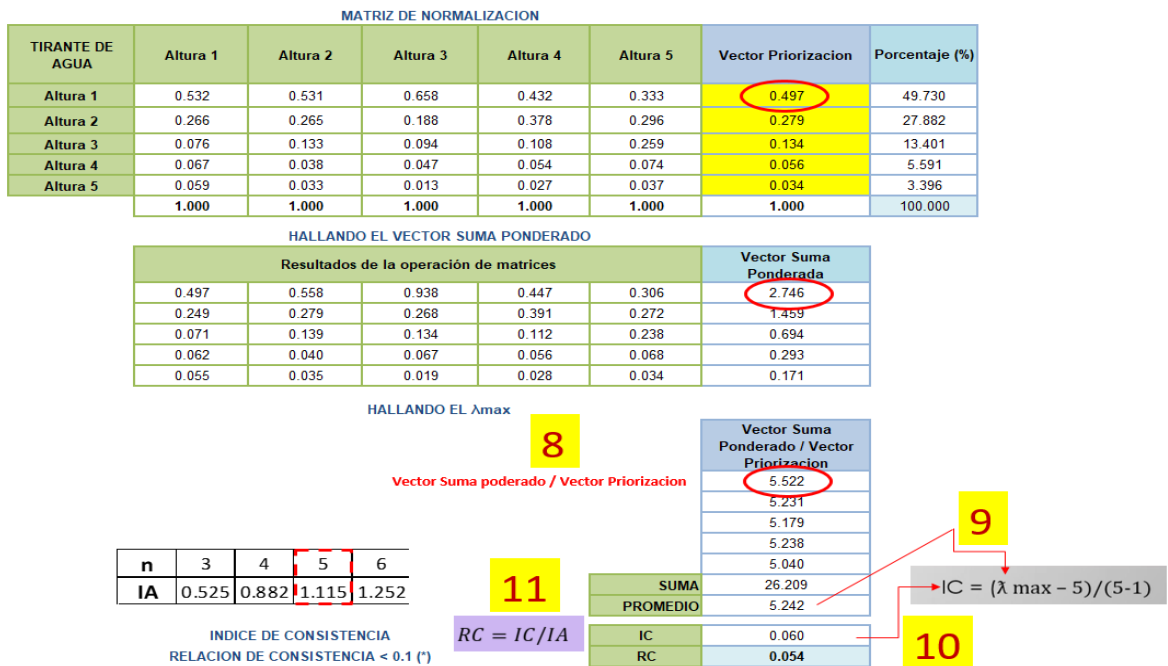 MATRIZ DE NORMALIZACION
TIRANTE DE AGUA Altura 1 Altura 2 Altura 3 Altura 4 Altura 5 Vector Priorizacion Porcentaje (%)
Altura 1 0.532 0.531 0.658 0.432 0.333 0.497 49.730
Altura 2 0.266 0.265 0.188 0.378 0.296 0.279 27.882
Altura 3 0.076 0.133 0.094 0.108 0.259 0.134 13.401
Altura 4 0.067 0.038 0.047 0.054 0.074 0.056 5.591
Altura 5 0.059 0.033 0.013 0.027 0.037 0.034 3.396
1.000 1.000 1.000 1.000 1.000 1.000 100.000
HALLANDO EL VECTOR SUMA PONDERADO
Resultados de la operación de matrices Vector Suma Ponderada
0.497 0.558 0.938 0.447 0.306 2.746
0.249 0.279 0.268 0.391 0.272 1.459
0.071 0.139 0.134 0.112 0.238 0.694
0.062 0.040 0.067 0.056 0.068 0.293
0.055 0.035 0.019 0.028 0.034 0.171
HALLANDO EL λmax
8
Vector Suma Ponderado / Vector Priorizacion
Vector Suma poderado / Vector Priorizacion
5.522
5.231
5.179
5.238
5.040
9
n 3 4 5 6
IA 0.525 0.882 1.115 1.252
11
SUMA 26.209
PROMEDIO 5.242
IC = (λ max – 5)/(5-1)
INDICE DE CONSISTENCIA
RC = IC/IA
IC 0.060
10
RELACION DE CONSISTENCIA < 0.1 (*)
RC 0.054